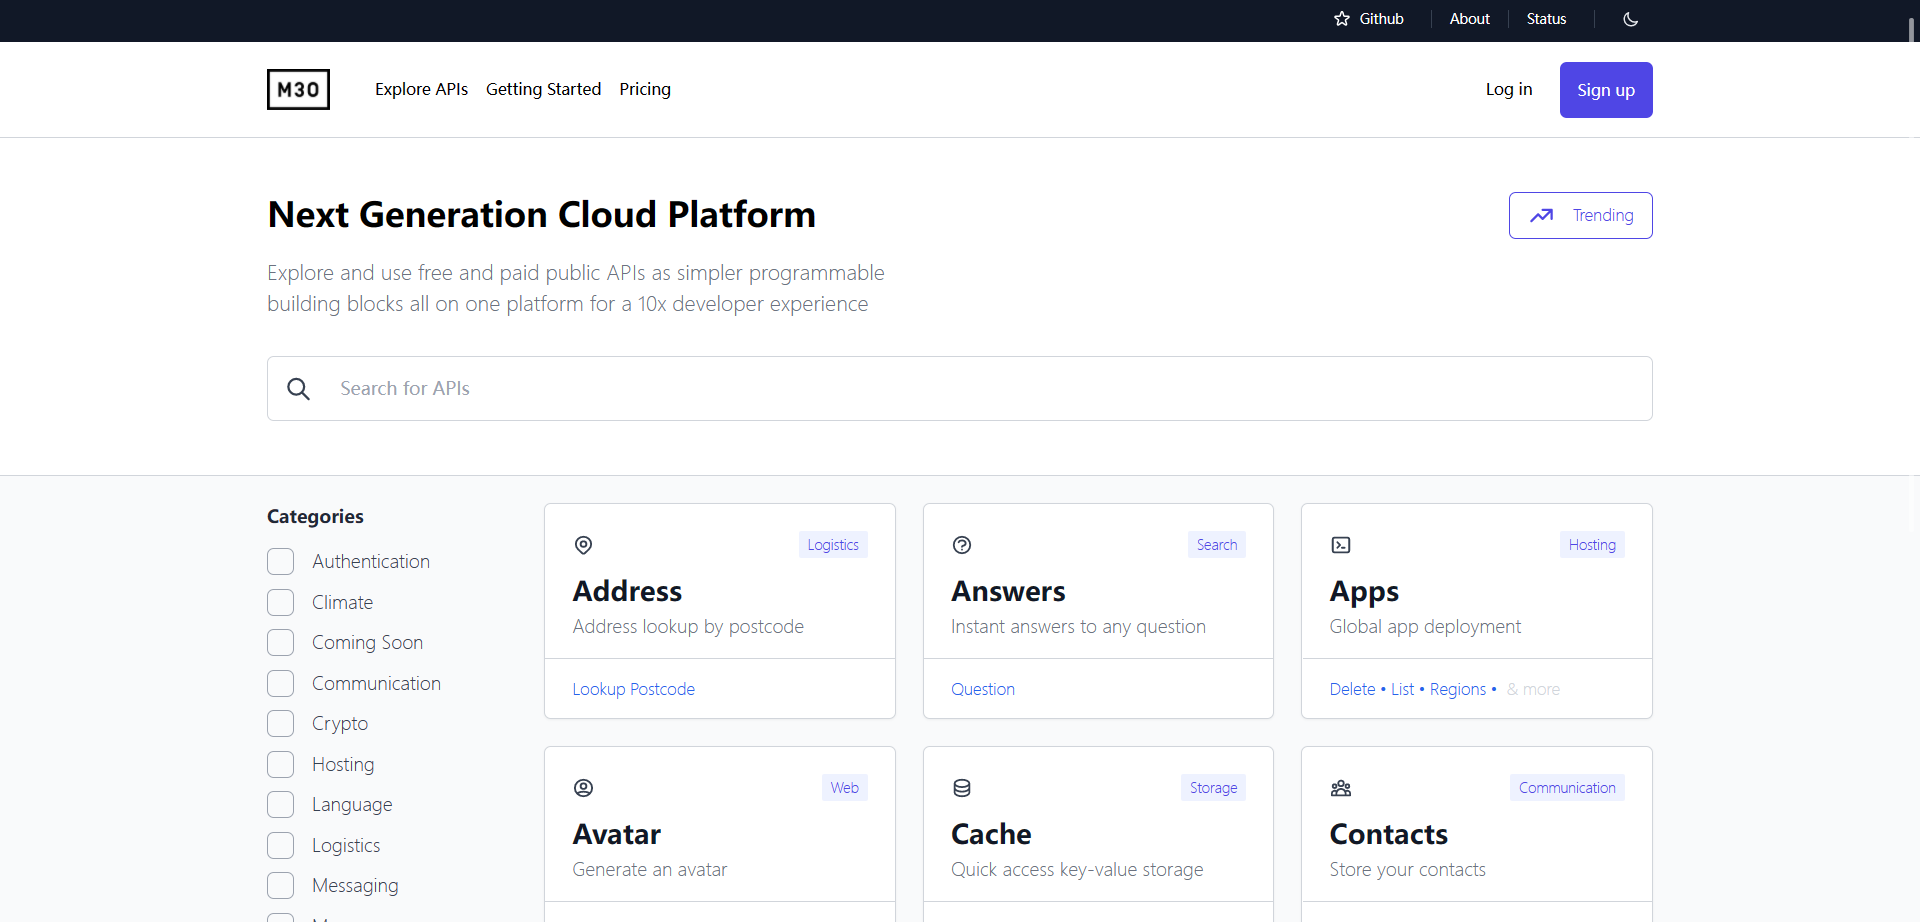 Github
About
Status
M3O
Explore APIs
Getting Started
Pricing
Log in
Sign up
Next Generation Cloud Platform
Trending
Explore and use free and paid public APIs as simpler programmable
building blocks all on one platform for a 10x developer experience
Search for APIs
Categories
Authentication
Climate
Coming Soon
Communication
Crypto
Hosting
Language
Logistics
Messaging
Logistics
Address
Address lookup by postcode
Lookup Postcode
Search
Answers
Instant answers to any question
Question
Hosting
Apps
Global app deployment
Delete • List • Regions • & more
Web
Avatar
Generate an avatar
Storage
Cache
Quick access key-value storage
Communication
Contacts
Store your contacts